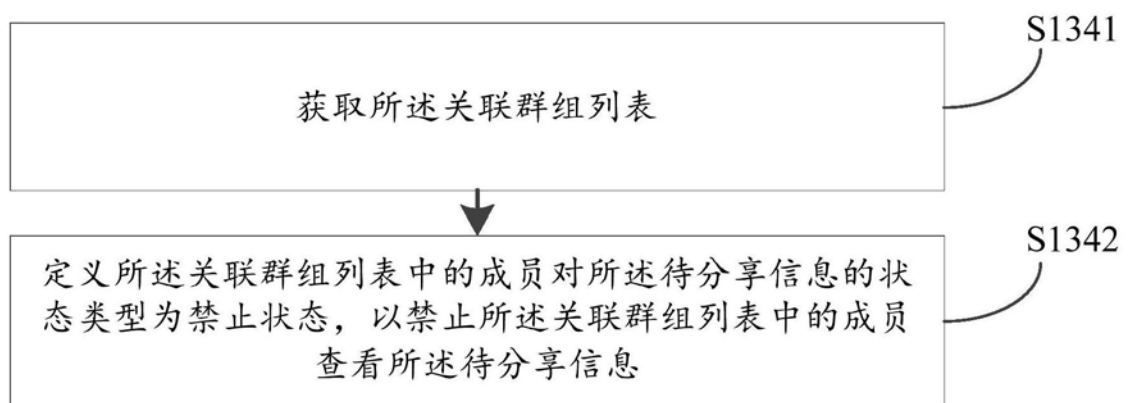 S1341
获取所述关联群组列表
S1342
定义所述关联群组列表中的成员对所述待分享信息的状
态类型为禁止状态，以禁止所述关联群组列表中的成员
查看所述待分享信息